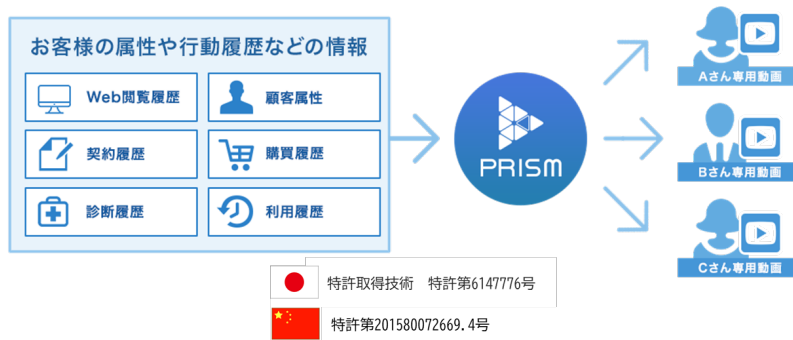 お客様の属性や行動履歴などの情報
Web閲覧履歴
顧客属性
契約履歴
購買履歴
診断履歴
利用履歴
PRISM
Aさん専用動画
Bさん専用動画
Cさん専用動画
特許取得技術　特許第6147776号
特許第201580072669.4号